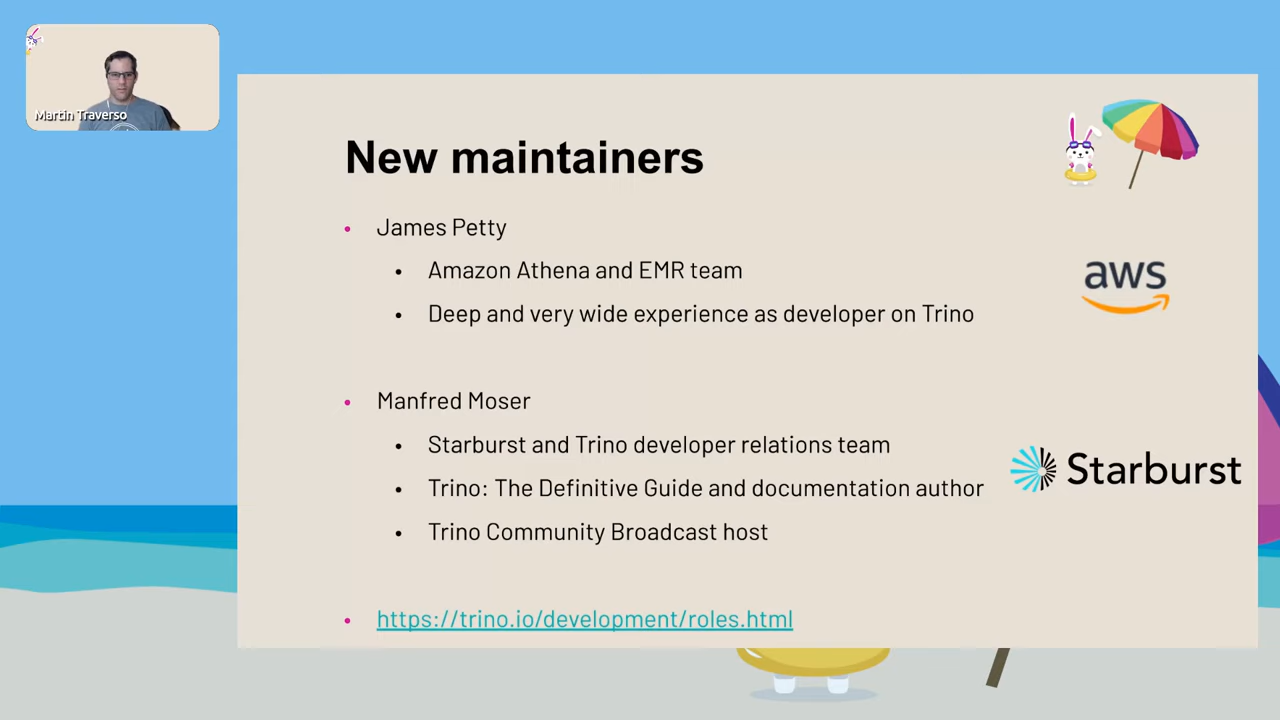 Martin Traverso
New maintainers
• James Petty
• Amazon Athena and EMR team
• Deep and very wide experience as developer on Trino
aws
• Manfred Moser
• Starburst and Trino developer relations team
• Trino: The Definitive Guide and documentation author
• Trino Community Broadcast host
Starburst
• https://trino.io/development/roles.html